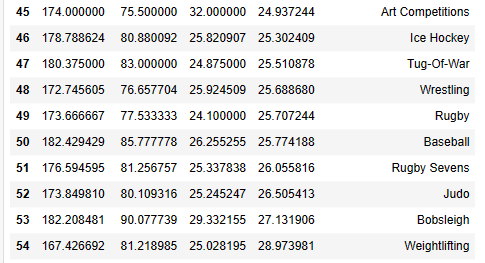 45 174.000000 75.500000 32.000000 24.937244 Art Competitions
46 178.788624 80.880092 25.820907 25.302409 Ice Hockey
47 180.375000 83.000000 24.875000 25.510878 Tug-Of-War
48 172.745605 76.657704 25.924509 25.688680 Wrestling
49 173.666667 77.533333 24.100000 25.707244 Rugby
50 182.429429 85.777778 26.255255 25.774188 Baseball
51 176.594595 81.256757 25.337838 26.055816 Rugby Sevens
52 173.849810 80.109316 25.245247 26.505413 Judo
53 182.208481 90.077739 29.332155 27.131906 Bobsleigh
54 167.426692 81.218985 25.028195 28.973981 Weightlifting